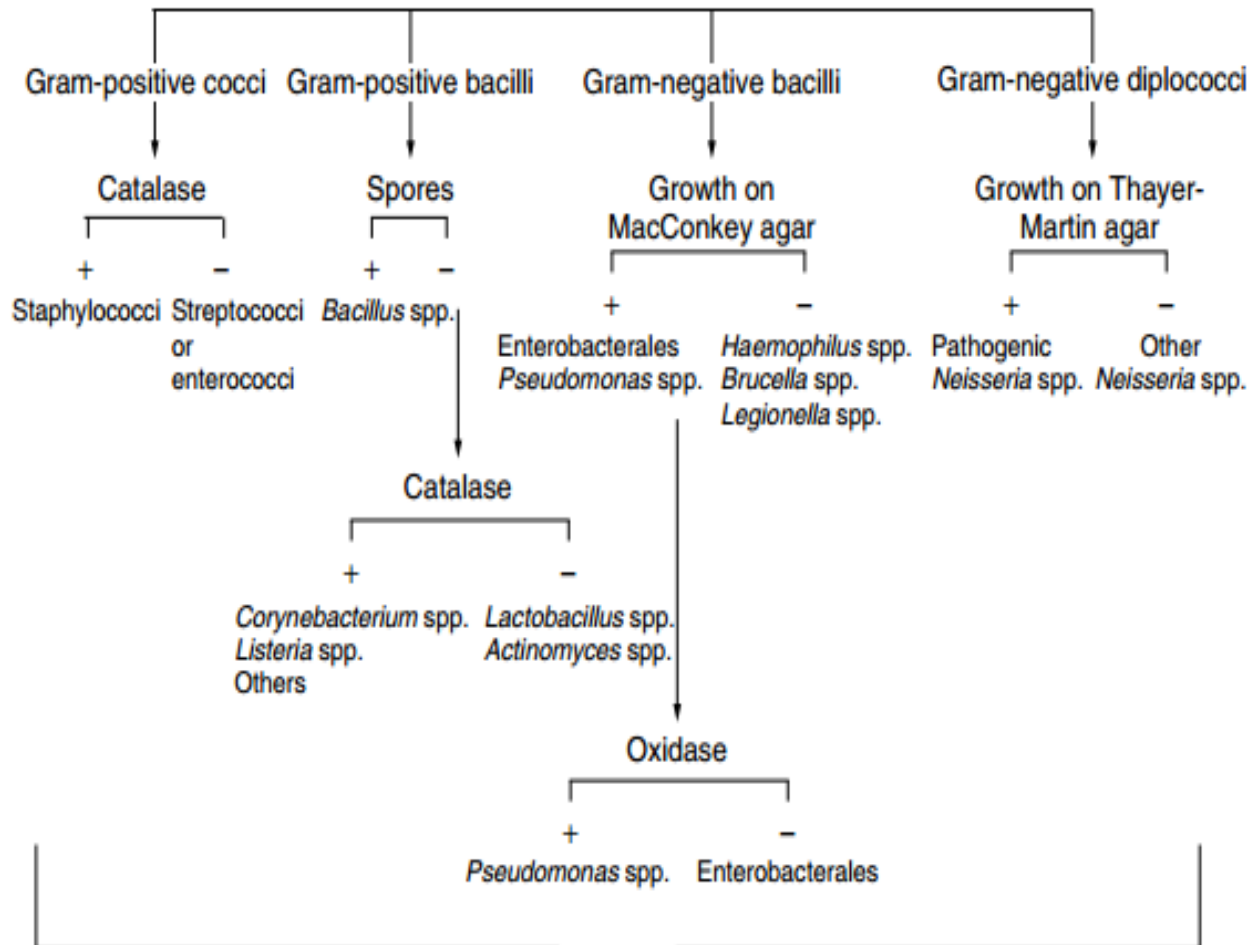 Gram-positive cocci
Gram-positive bacilli
Gram-negative bacilli
Gram-negative diplococci
Catalase
Spores
Growth on
MacConkey agar
Growth on Thayer-
Martin agar
+
–
+
–
+
–
+
–
Staphylococci
Streptococci
or
enterococci
Bacillus spp.
Enterobacterales
Pseudomonas spp.
Haemophilus spp.
Brucella spp.
Legionella spp.
Pathogenic
Neisseria spp.
Other
Neisseria spp.
Catalase
+
–
Corynebacterium spp.
Listeria spp.
Others
Lactobacillus spp.
Actinomyces spp.
Oxidase
+
–
Pseudomonas spp.
Enterobacterales